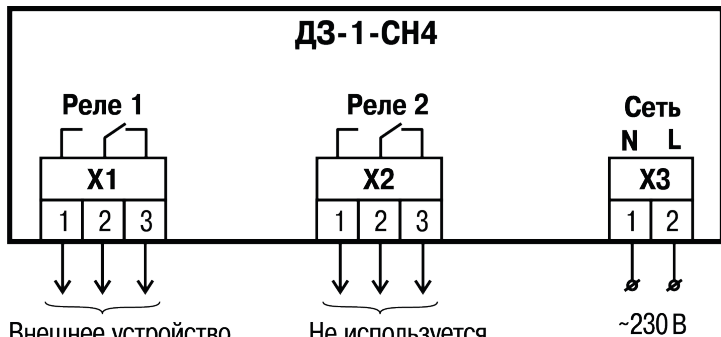 ДЗ-1-СН4
Реле 1
Реле 2
Сеть
N L
X1
X2
X3
1 2 3
1 2 3
1 2
Внешнее устройство
Не используется
~230 В